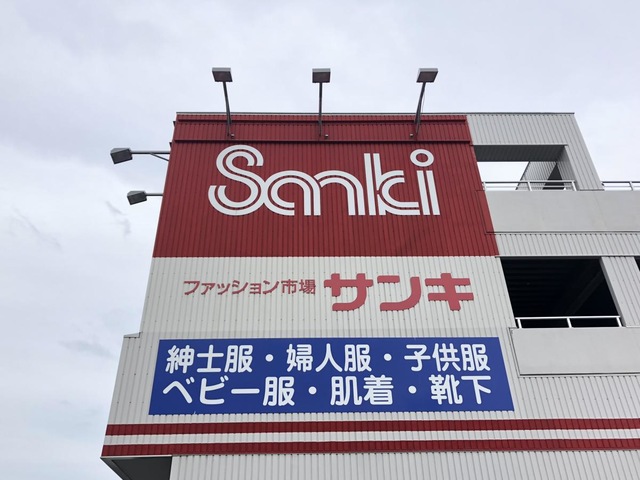 Sanki
ファッション市場 サンキ
紳士服・婦人服・子供服
ベビー服・肌着・靴下